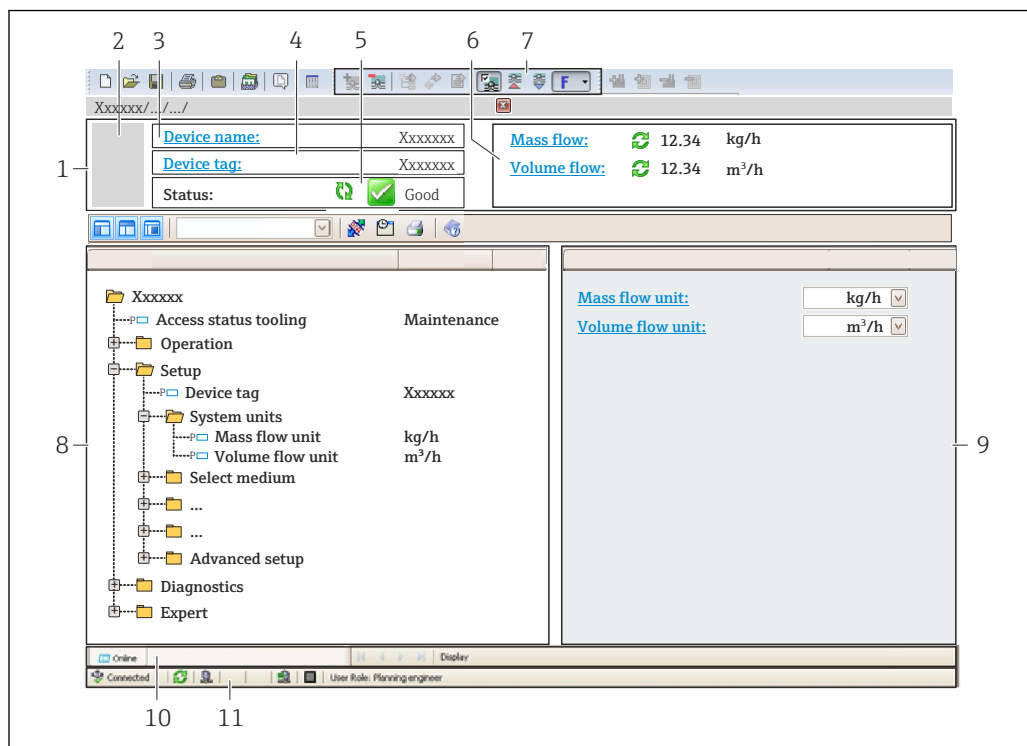 2 3 4 5 6 7
F
Xxxxxx/.../.../
1
Device name: Xxxxxxx
Device tag: Xxxxxxx
Status: Good
Mass flow: 12.34 kg/h
Volume flow: 12.34 m³/h
8
Xxxxxx
P Access status tooling Maintenance
Operation
Setup
P Device tag Xxxxxx
System units
P Mass flow unit kg/h
P Volume flow unit m³/h
Select medium
...
...
Advanced setup
Diagnostics
Expert
Mass flow unit: kg/h
Volume flow unit: m³/h
9
Online Display
Connected User Role: Planning engineer
10 11